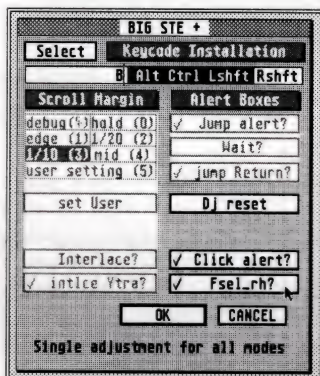 BIG STE +
Select Keycode Installation
B Alt Ctrl Lshft Rshft
Scroll Margin Alert Boxes
debug(%)hold (0) ✓ Jump alert?
edge (1)1/20 (2) Wait?
1/10 (3) mid (4) ✓ jump Return?
user setting (5)
set User Dj reset
Interlace? ✓ Click alert?
✓ intlce Ytra? ✓ Fsel_rh?
OK CANCEL
Single adjustment for all modes